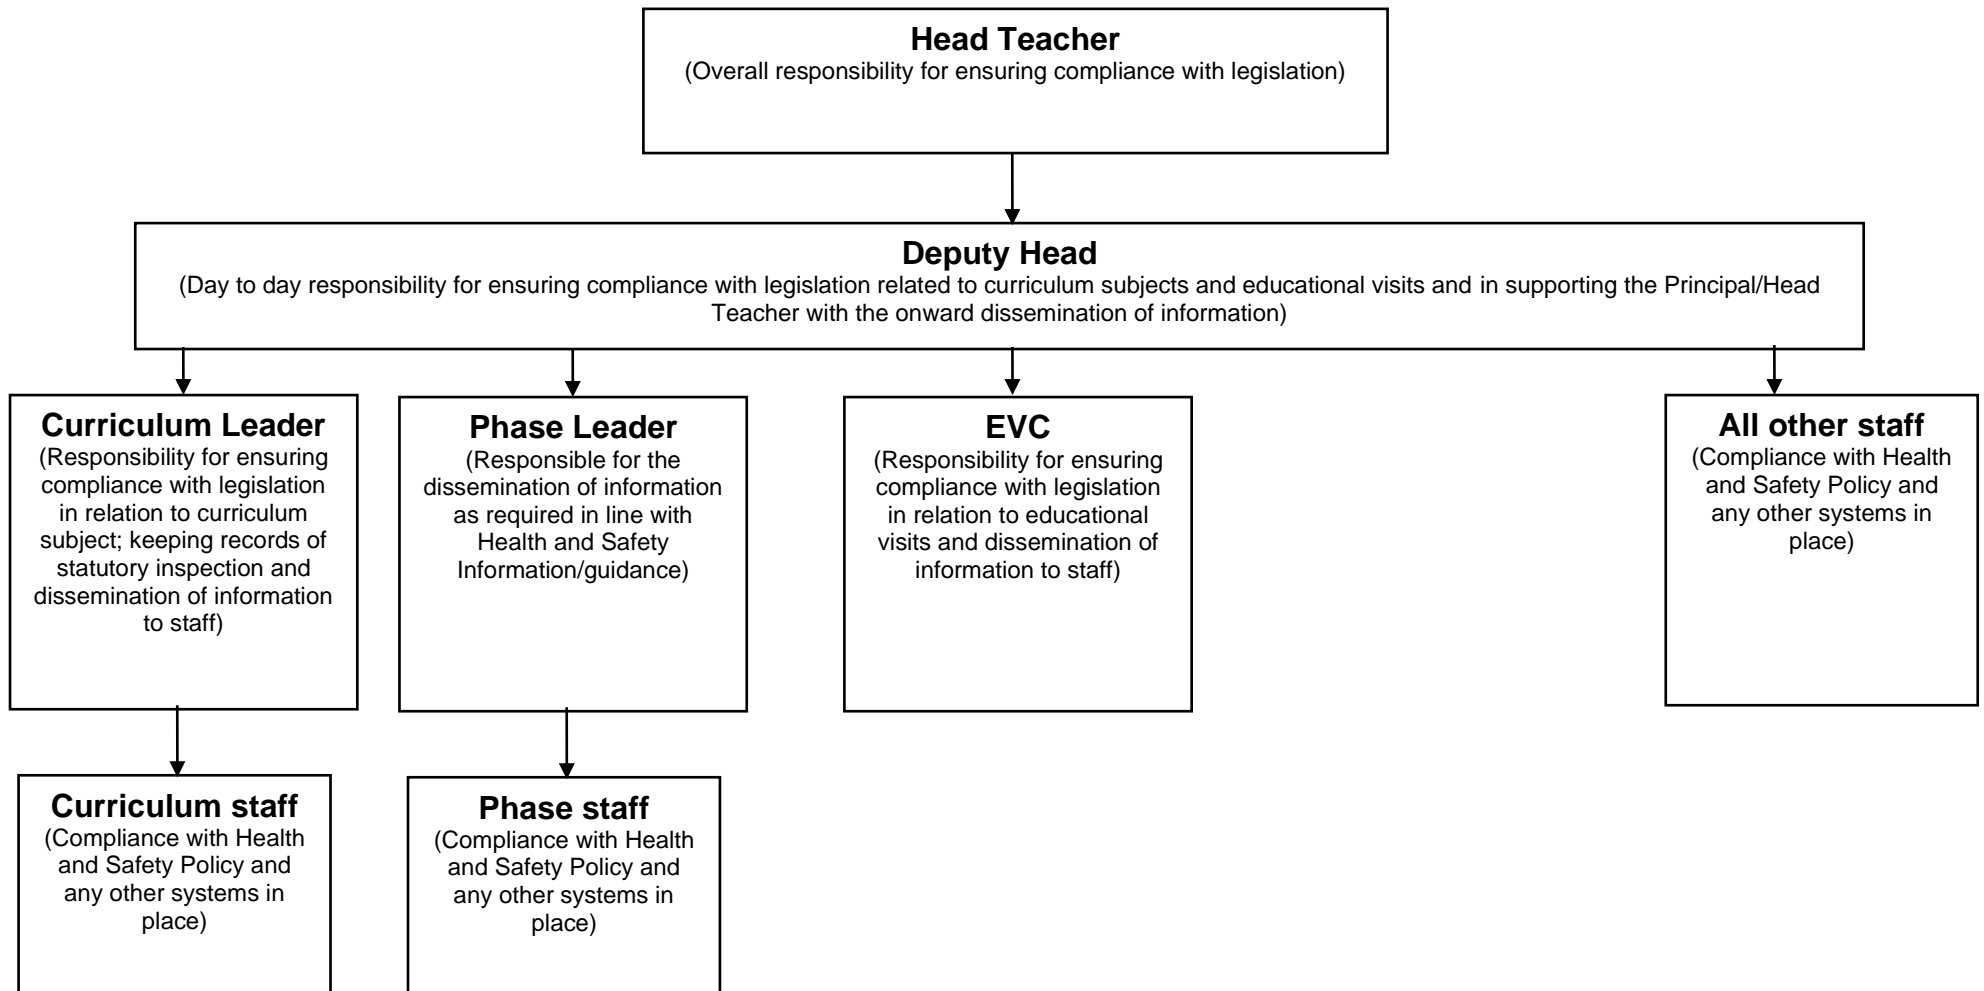 Head Teacher
(Overall responsibility for ensuring compliance with legislation)
Deputy Head
(Day to day responsibility for ensuring compliance with legislation related to curriculum subjects and educational visits and in supporting the Principal/Head
Teacher with the onward dissemination of information)
Curriculum Leader
(Responsibility for ensuring
compliance with legislation
in relation to curriculum
subject; keeping records of
statutory inspection and
dissemination of information
to staff)
Phase Leader
(Responsible for the
dissemination of information
as required in line with
Health and Safety
Information/guidance)
EVC
(Responsibility for ensuring
compliance with legislation
in relation to educational
visits and dissemination of
information to staff)
All other staff
(Compliance with Health
and Safety Policy and
any other systems in
place)
Curriculum staff
(Compliance with Health
and Safety Policy and
any other systems in
place)
Phase staff
(Compliance with Health
and Safety Policy and
any other systems in
place)